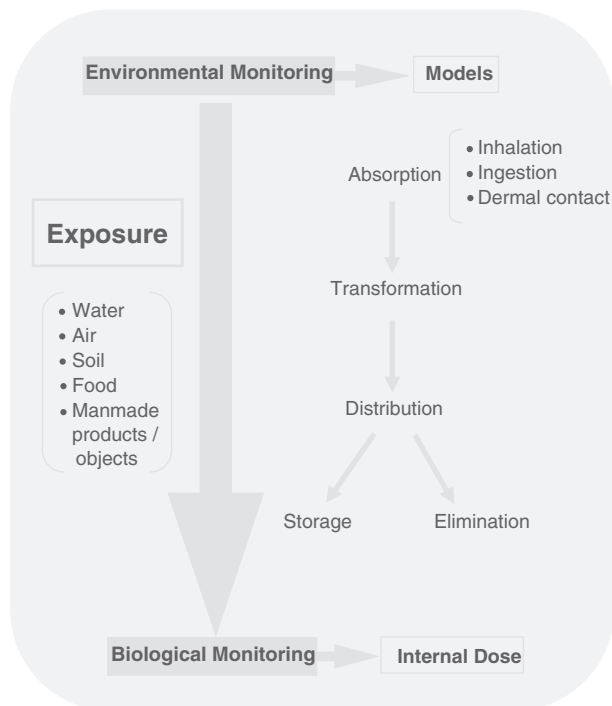 Environmental Monitoring
Models
Absorption
• Inhalation
• Ingestion
• Dermal contact
Exposure
• Water
• Air
• Soil
• Food
• Manmade
products /
objects
Transformation
Distribution
Storage
Elimination
Biological Monitoring
Internal Dose